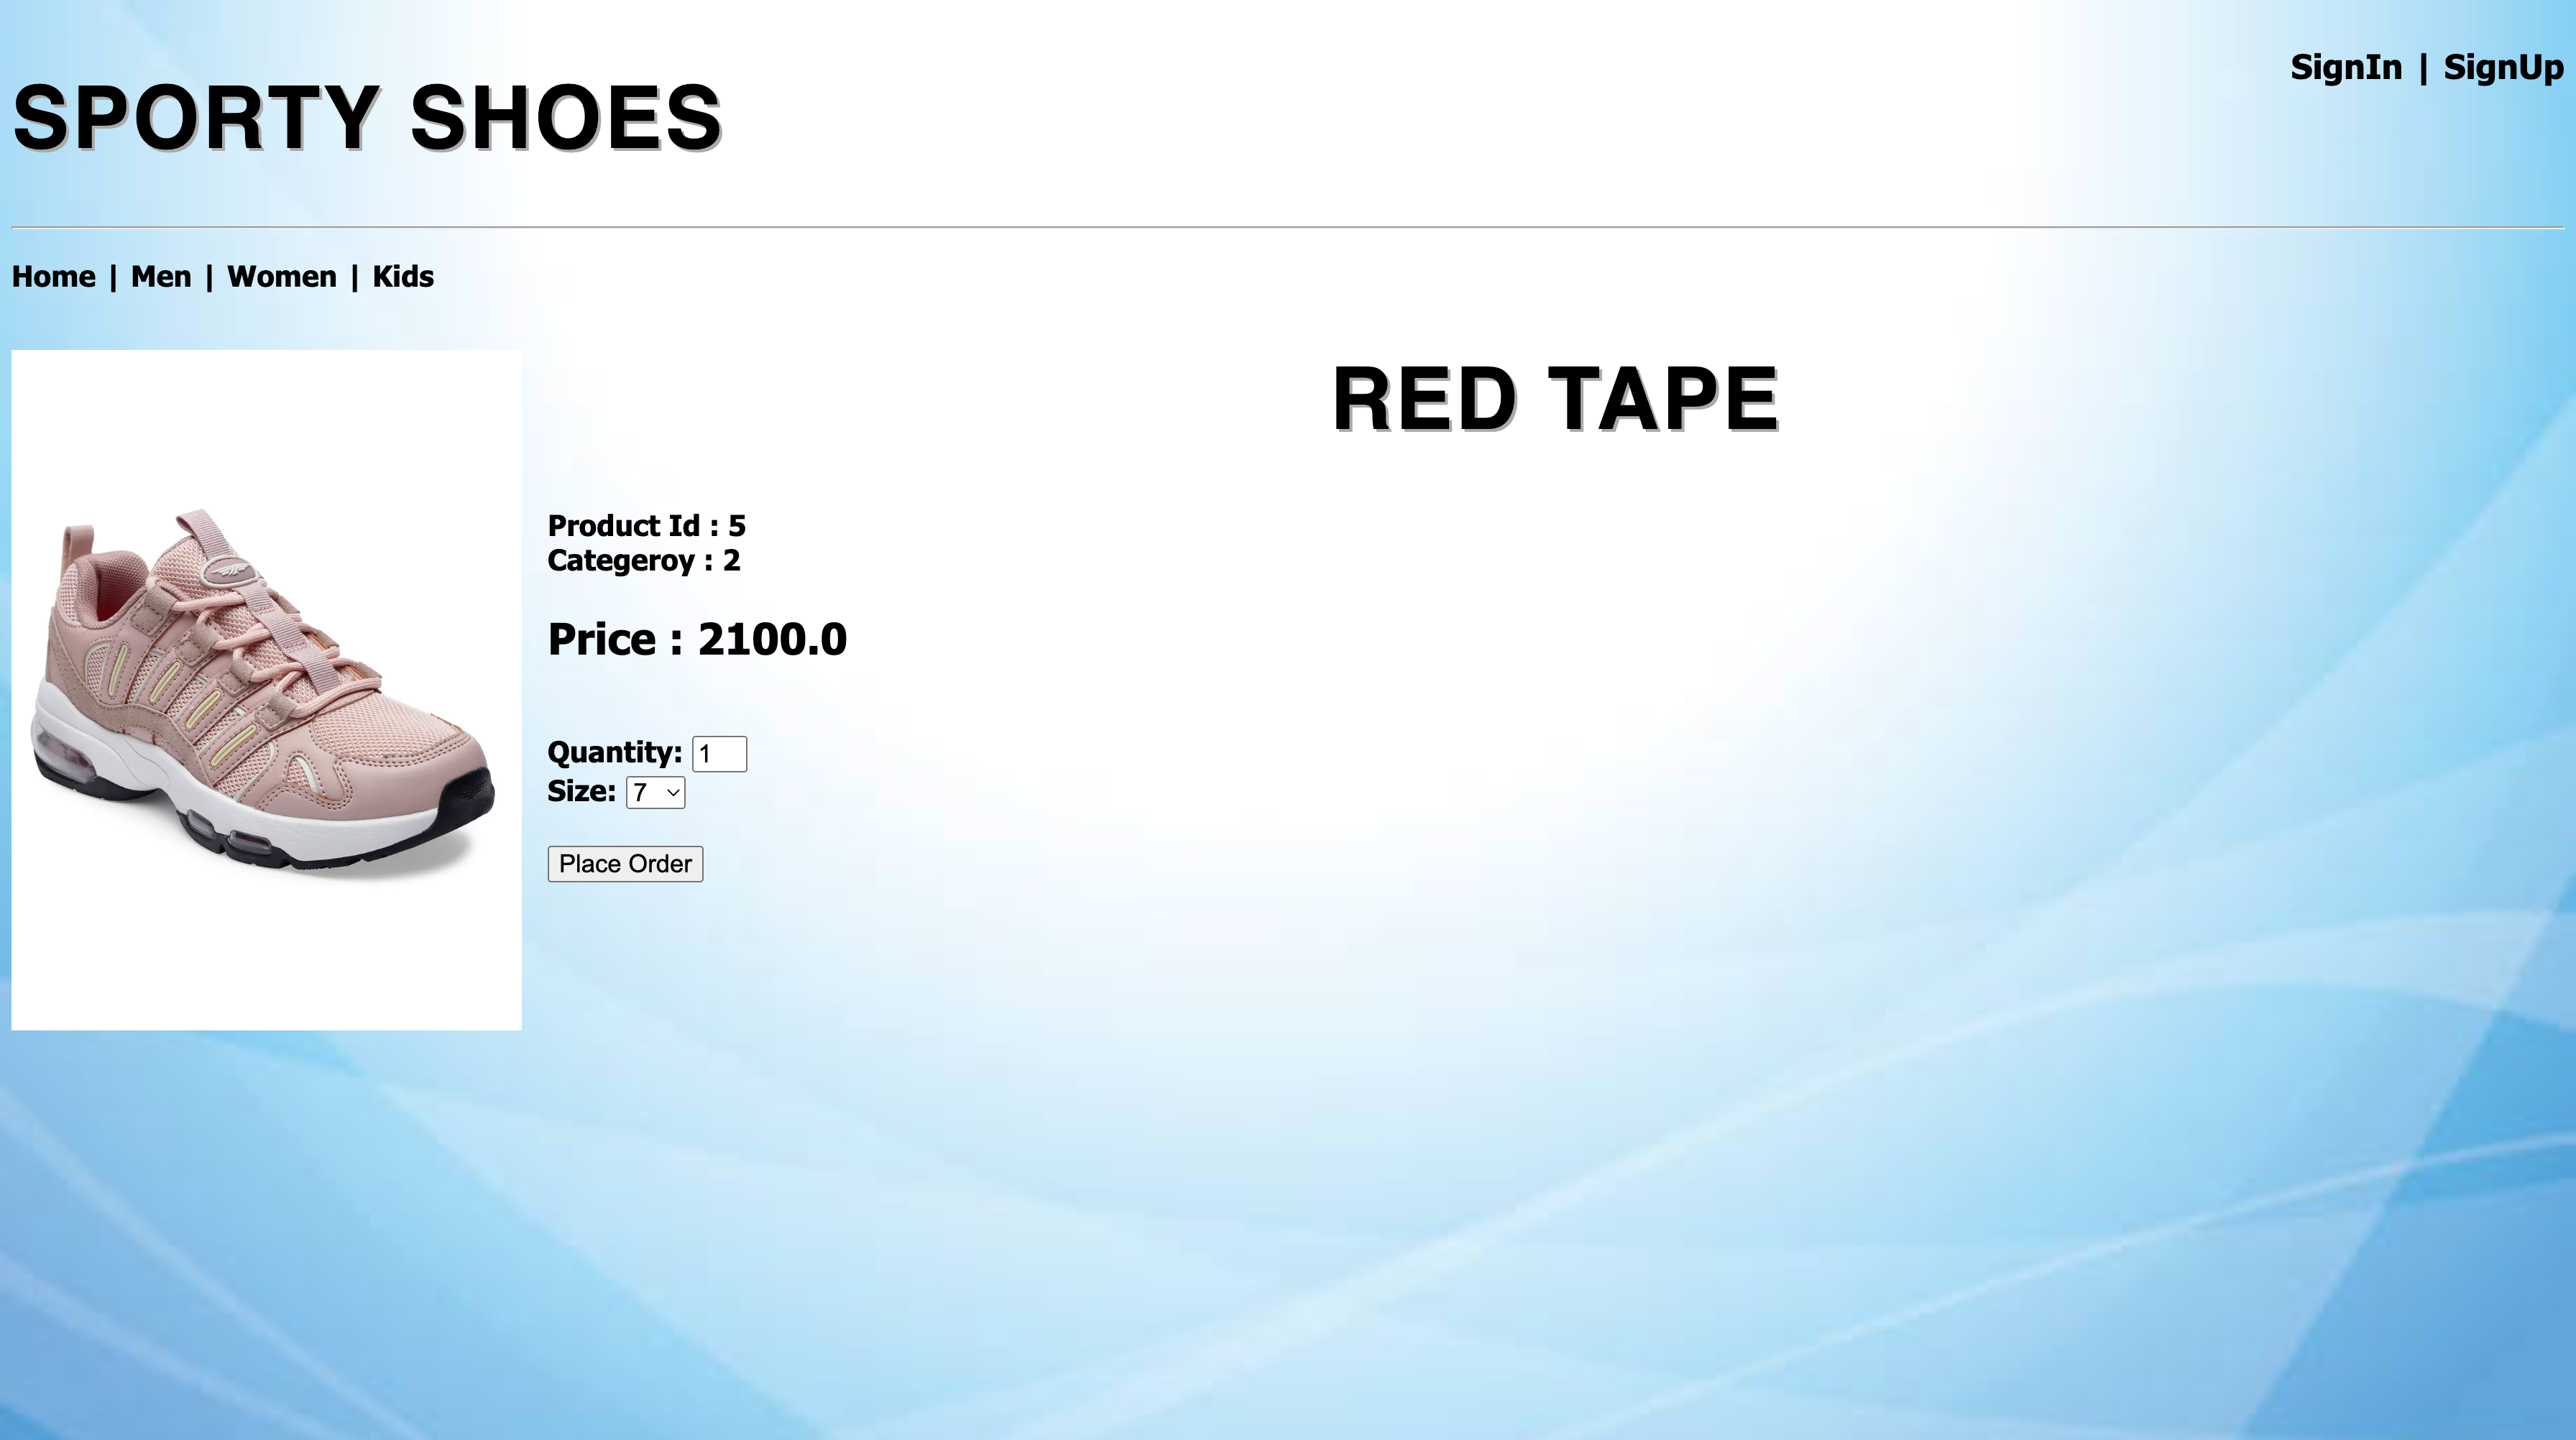 SignIn | SignUp
SPORTY SHOES
Home | Men | Women | Kids
RED TAPE
Product Id : 5
Categeroy : 2
Price : 2100.0
Quantity: 1
Size: 7
Place Order